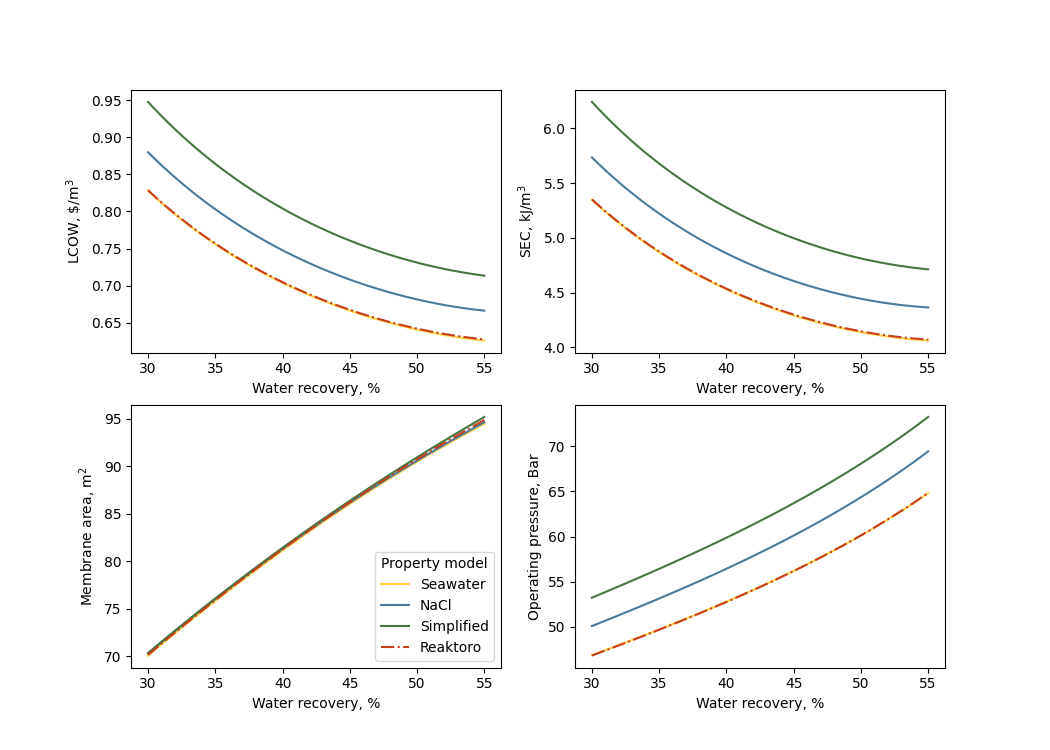 LCOW, $/m³
0.95
0.90
0.85
0.80
0.75
0.70
0.65
30 35 40 45 50 55
Water recovery, %
SEC, kJ/m³
6.0
5.5
5.0
4.5
4.0
30 35 40 45 50 55
Water recovery, %
Membrane area, m²
95
90
85
80
75
70
Property model
Seawater
NaCl
Simplified
Reaktoro
30 35 40 45 50 55
Water recovery, %
Operating pressure, Bar
70
65
60
55
50
30 35 40 45 50 55
Water recovery, %